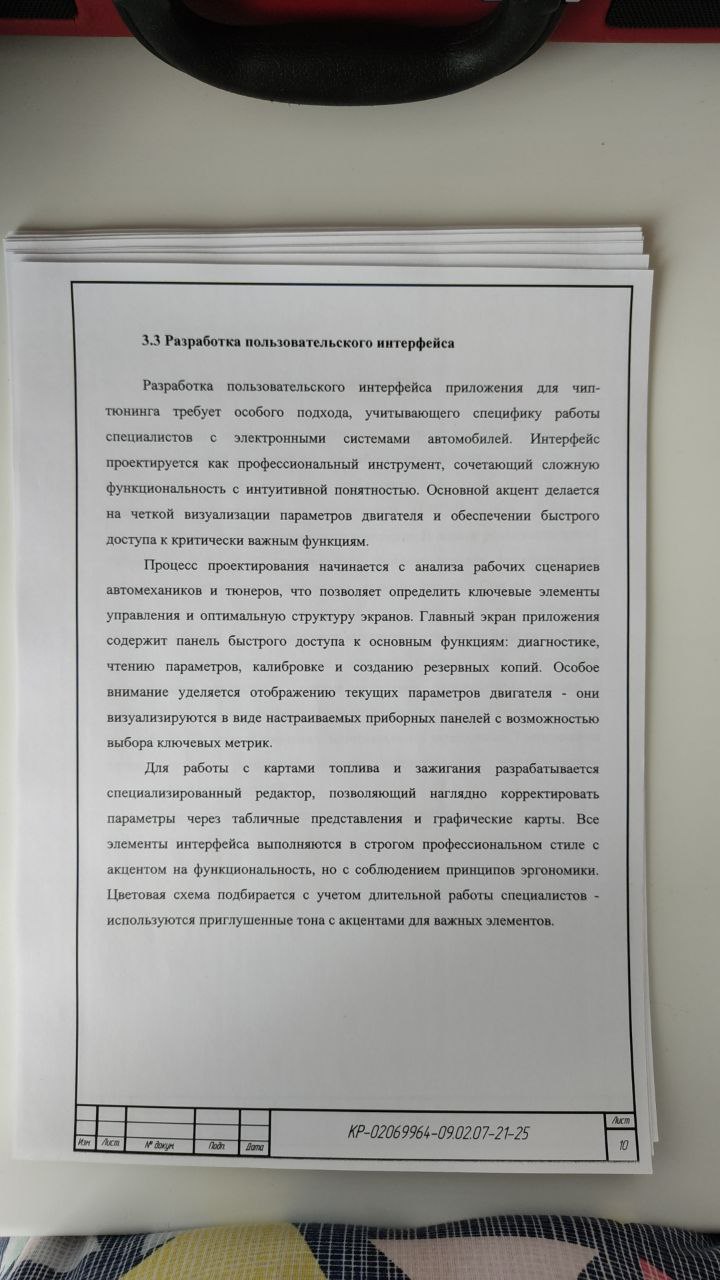 3.3 Разработка пользовательского интерфейса
Разработка пользовательского интерфейса приложения для чип-
тюнинга требует особого подхода, учитывающего специфику работы
специалистов с электронными системами автомобилей. Интерфейс
проектируется как профессиональный инструмент, сочетающий сложную
функциональность с интуитивной понятностью. Основной акцент делается
на четкой визуализации параметров двигателя и обеспечении быстрого
доступа к критически важным функциям.
Процесс проектирования начинается с анализа рабочих сценариев
автомехаников и тюнеров, что позволяет определить ключевые элементы
управления и оптимальную структуру экранов. Главный экран приложения
содержит панель быстрого доступа к основным функциям: диагностике,
чтению параметров, калибровке и созданию резервных копий. Особое
внимание уделяется отображению текущих параметров двигателя - они
визуализируются в виде настраиваемых приборных панелей с возможностью
выбора ключевых метрик.
Для работы с картами топлива и зажигания разрабатывается
специализированный редактор, позволяющий наглядно корректировать
параметры через табличные представления и графические карты. Все
элементы интерфейса выполняются в строгом профессиональном стиле с
акцентом на функциональность, но с соблюдением принципов эргономики.
Цветовая схема подбирается с учетом длительной работы специалистов -
используются приглушенные тона с акцентами для важных элементов.
КР-02069964-09.02.07-21-25
Лист
10
Изм. Лист № докум. Подп. Дата